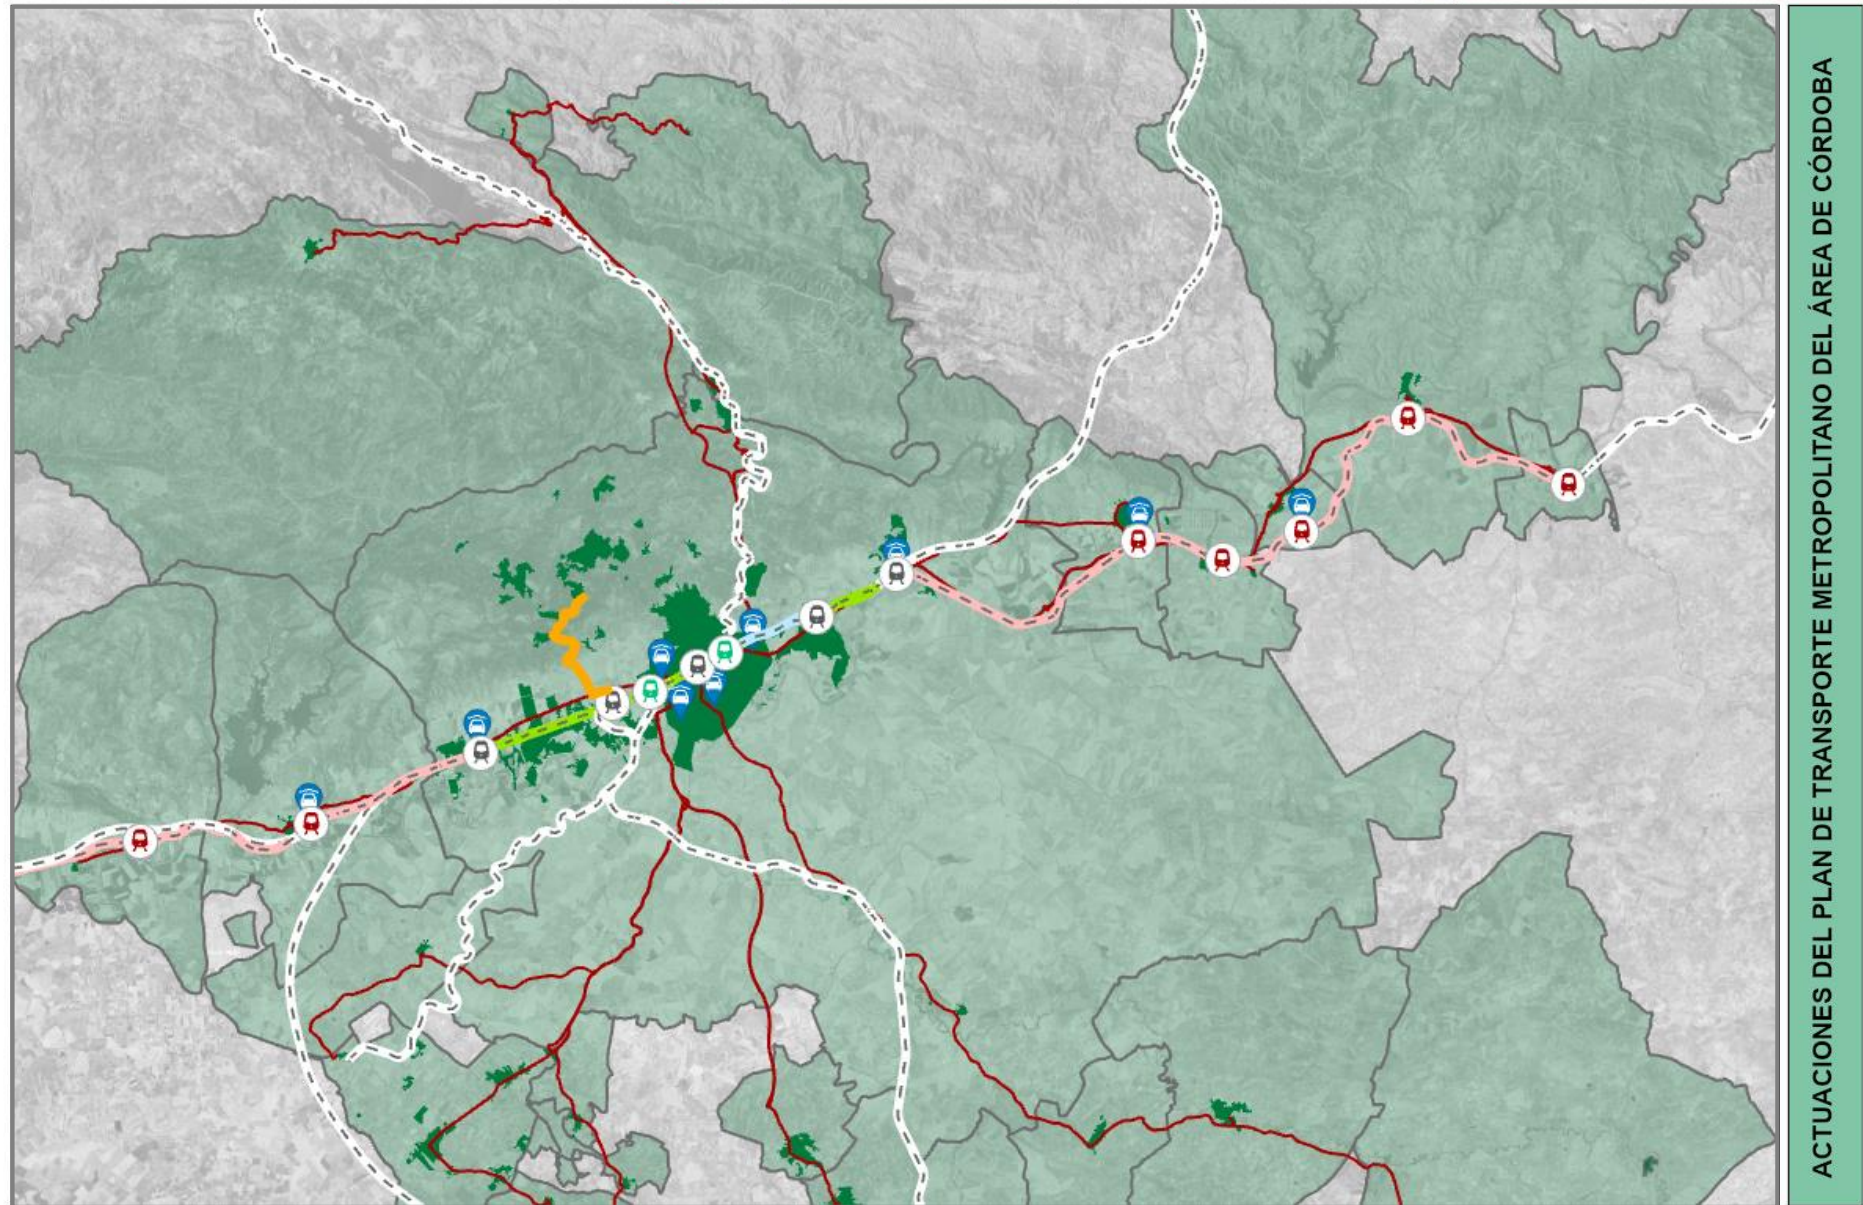 ACTUACIONES DEL PLAN DE TRANSPORTE METROPOLITANO DEL ÁREA DE CÓRDOBA